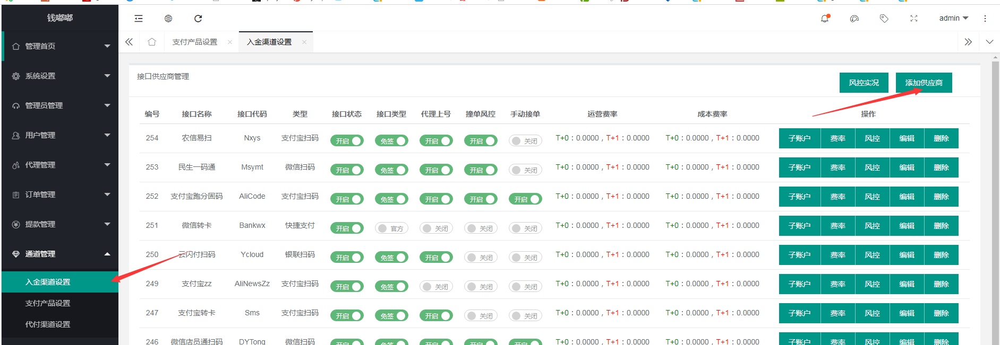 钱嘟嘟
admin
管理首页
系统设置
管理员管理
用户管理
代理管理
订单管理
提款管理
通道管理
入金渠道设置
支付产品设置
代付渠道设置
支付产品设置 ×
入金渠道设置 ×
接口供应商管理
风控实况 添加供应商
编号 接口名称 接口代码 类型 接口状态 接口类型 代理上号 撞单风控 手动接单 运营费率 成本费率 操作
254 农信易扫 Nxys 支付宝扫码 开启 免签 开启 开启 关闭 T+0：0.0000，T+1：0.0000 T+0：0.0000，T+1：0.0000 子账户 费率 风控 编辑 删除
253 民生一码通 Msymt 微信扫码 开启 免签 开启 开启 关闭 T+0：0.0000，T+1：0.0000 T+0：0.0000，T+1：0.0000 子账户 费率 风控 编辑 删除
252 支付宝跑分固码 AliCode 支付宝扫码 开启 免签 开启 开启 开启 T+0：0.0000，T+1：0.0000 T+0：0.0000，T+1：0.0000 子账户 费率 风控 编辑 删除
251 微信转卡 Bankwx 快捷支付 开启 官方 关闭 关闭 关闭 T+0：0.0000，T+1：0.0000 T+0：0.0000，T+1：0.0000 子账户 费率 风控 编辑 删除
250 云闪付扫码 Ycloud 银联扫码 开启 免签 开启 关闭 关闭 T+0：0.0000，T+1：0.0000 T+0：0.0000，T+1：0.0000 子账户 费率 风控 编辑 删除
249 支付宝zz AliNewsZz 支付宝扫码 开启 免签 关闭 关闭 关闭 T+0：0.0000，T+1：0.0000 T+0：0.0000，T+1：0.0000 子账户 费率 风控 编辑 删除
247 支付宝转卡 Sms 支付宝扫码 开启 免签 开启 关闭 关闭 T+0：0.0000，T+1：0.0000 T+0：0.0000，T+1：0.0000 子账户 费率 风控 编辑 删除
246 微信店员通扫码 DYTong 微信扫码 开启 免签 开启 开启 开启 T+0：0.0000，T+1：0.0000 T+0：0.0000，T+1：0.0000 子账户 费率 风控 编辑 删除